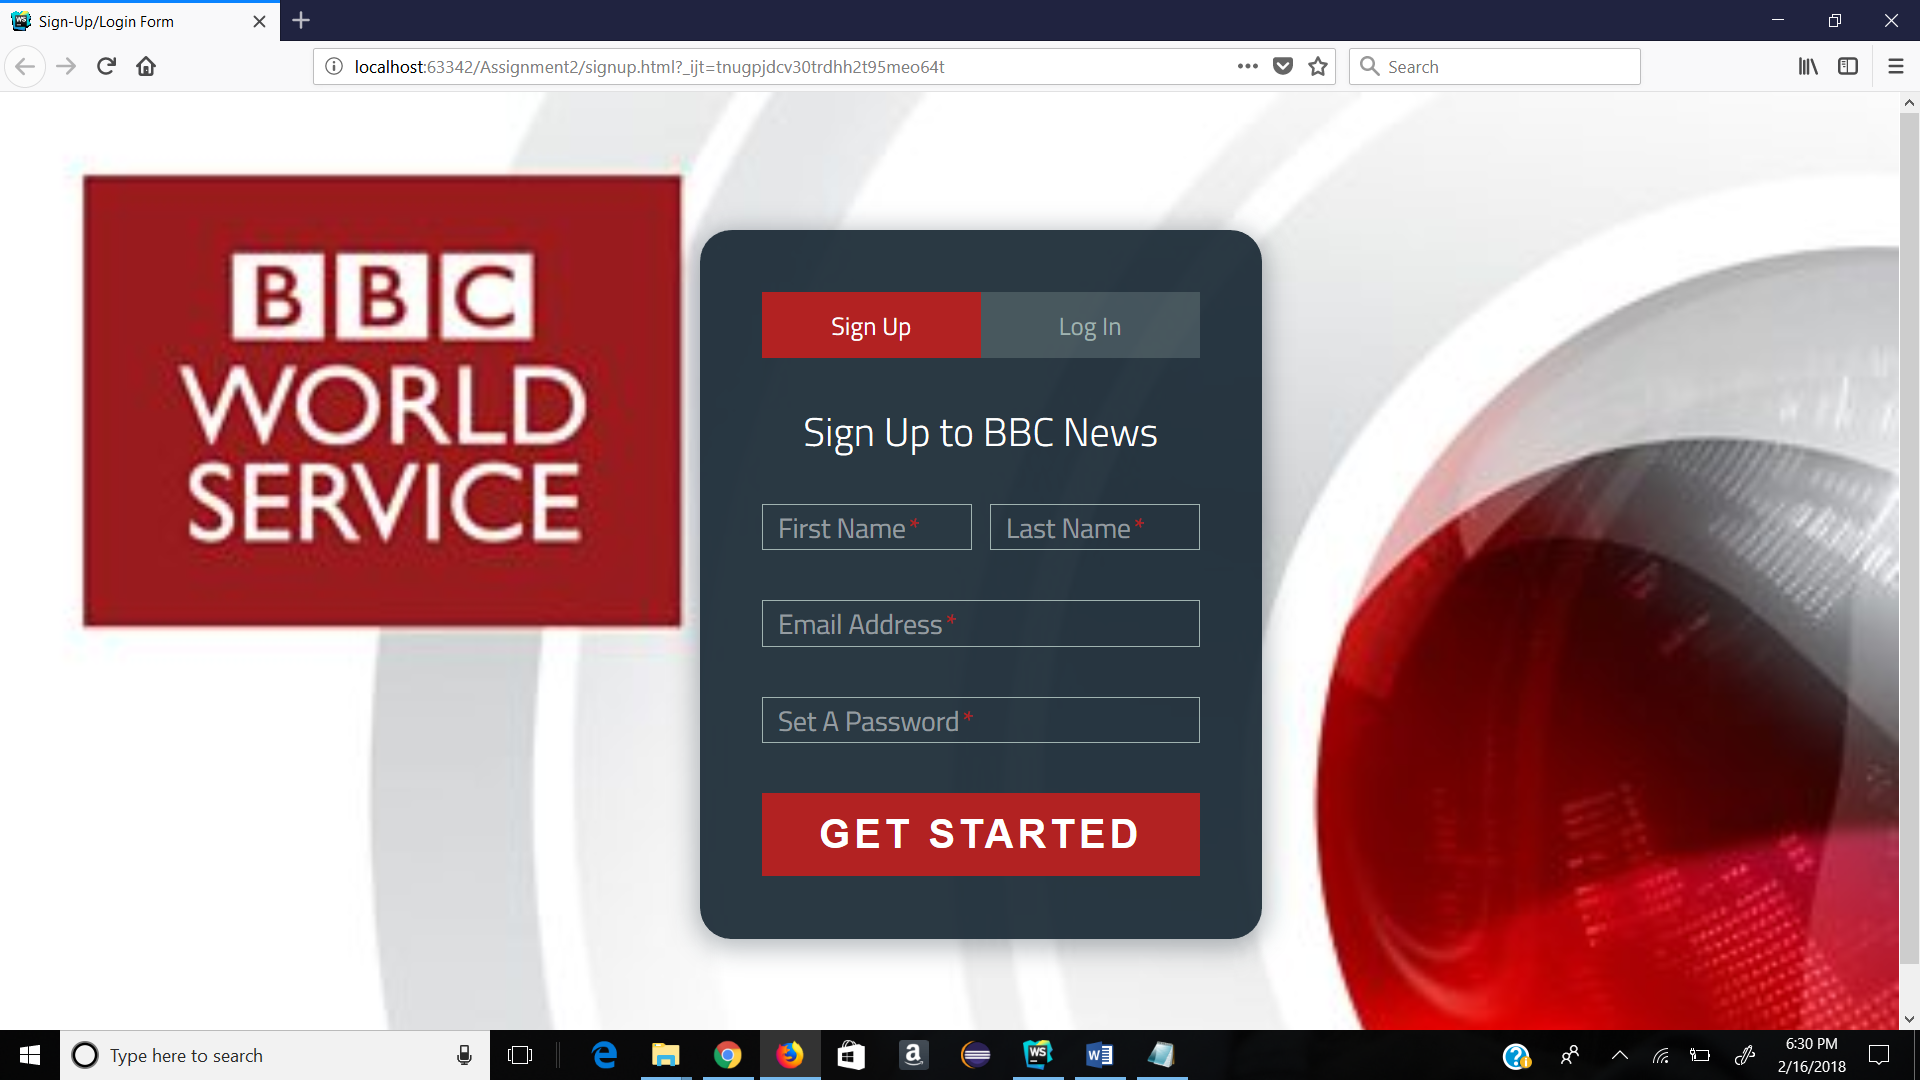 Sign-Up/Login Form
localhost:63342/Assignment2/signup.html?_ijt=tnugpjdcv30trdhh2t95meo64t
Search
BBC
WORLD
SERVICE
Sign Up
Log In
Sign Up to BBC News
First Name*
Last Name*
Email Address*
Set A Password*
GET STARTED
Type here to search
6:30 PM
2/16/2018